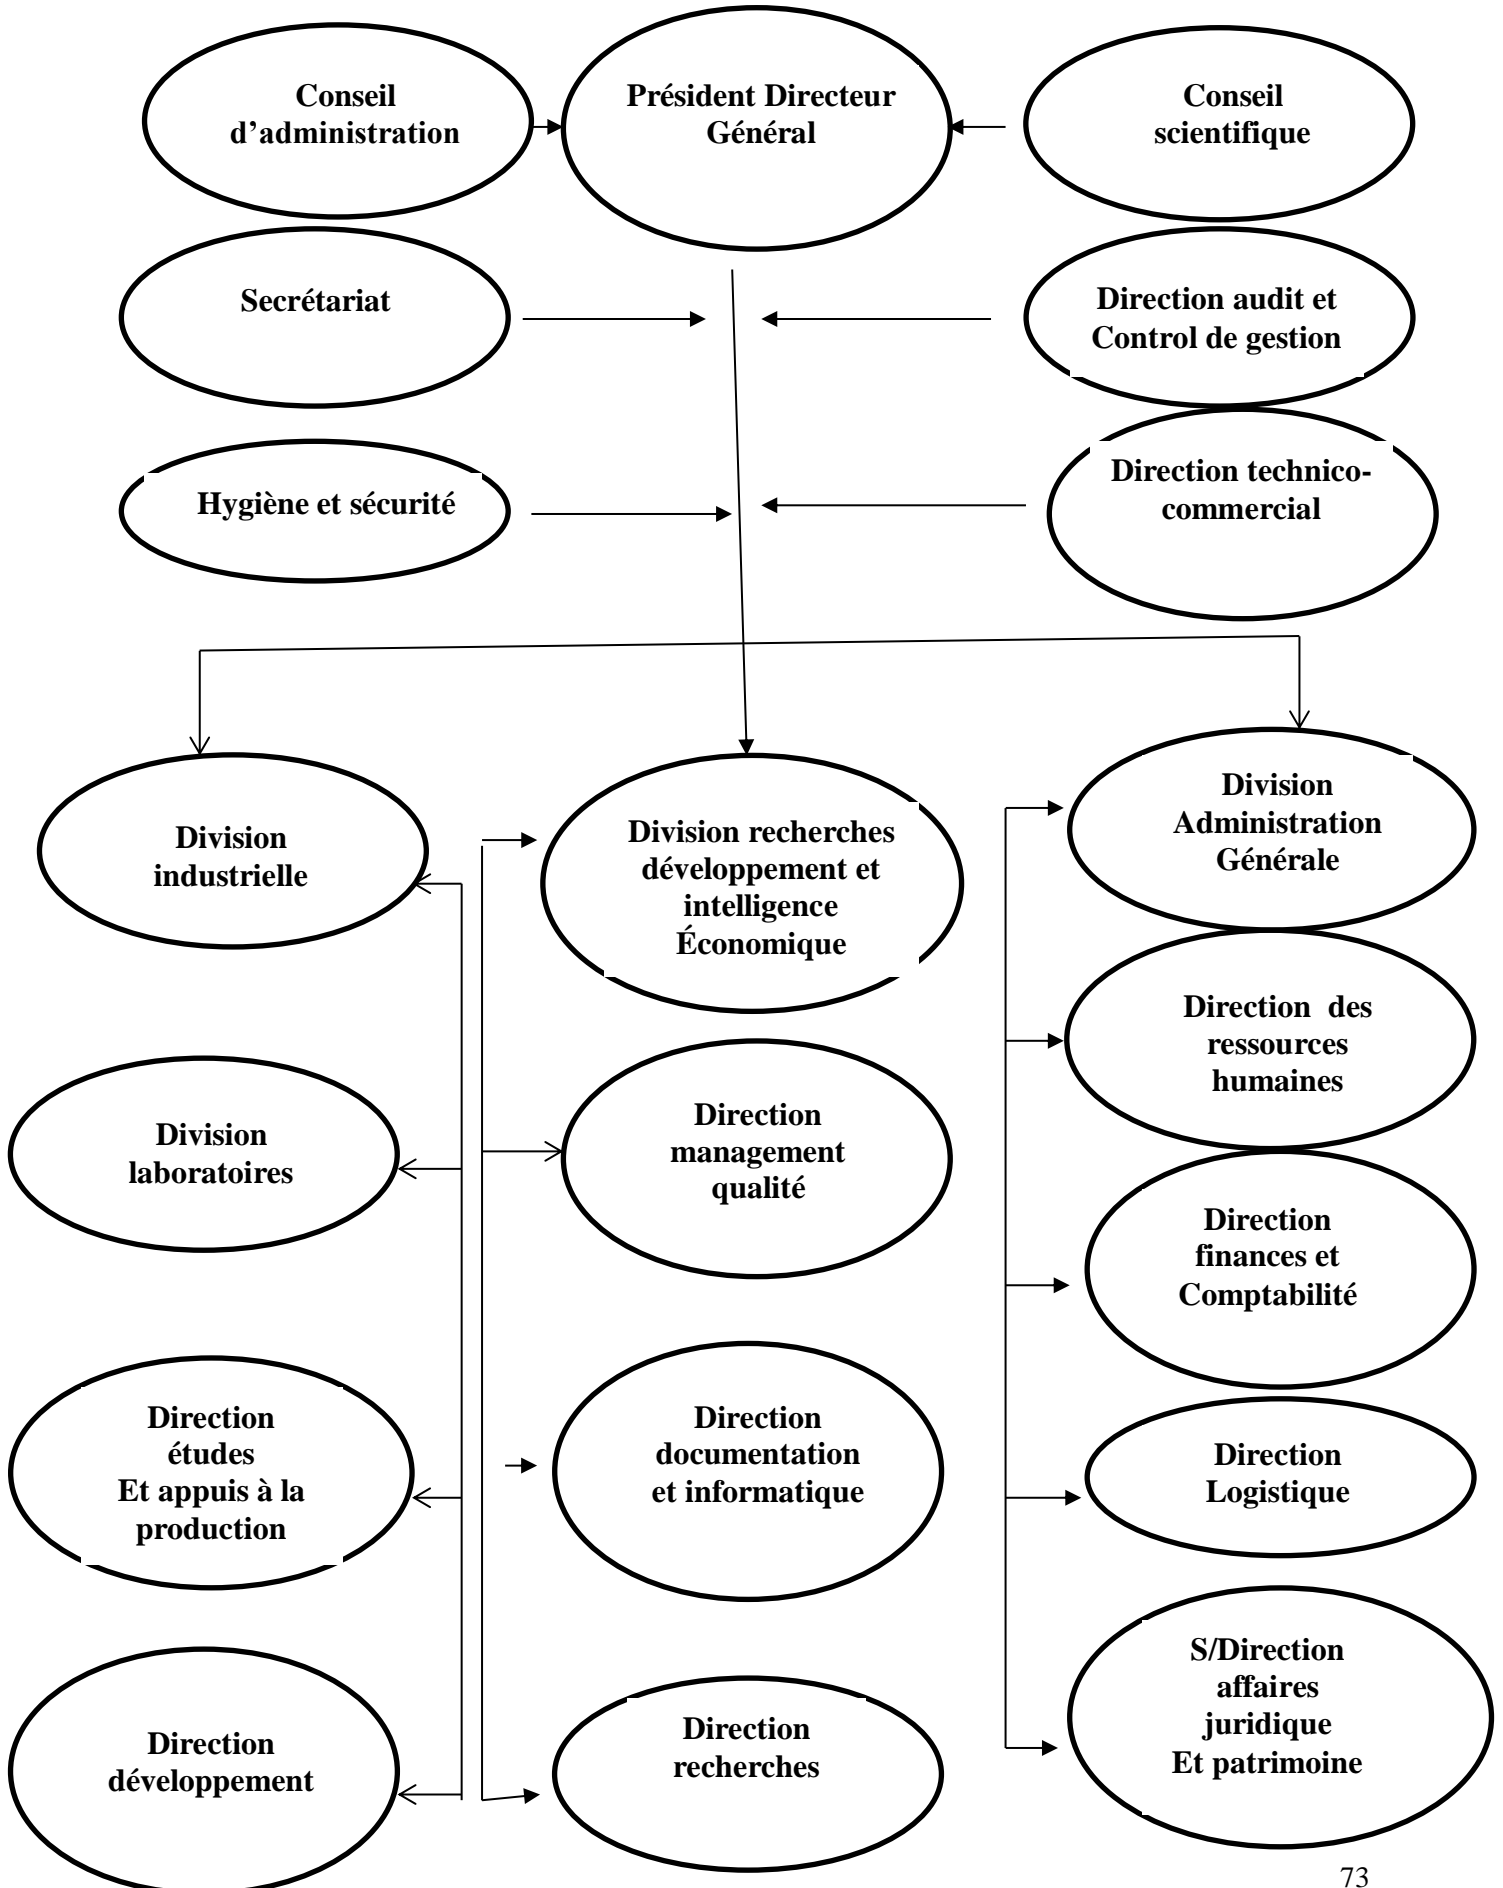 Conseil
d’administration
Président Directeur
Général
Conseil
scientifique
Secrétariat
Direction audit et
Control de gestion
Hygiène et sécurité
Direction technico-
commercial
Division
industrielle
Division recherches
développement et
intelligence
Économique
Division
Administration
Générale
Direction des
ressources
humaines
Division
laboratoires
Direction
management
qualité
Direction
finances et
Comptabilité
Direction
études
Et appuis à la
production
Direction
documentation
et informatique
Direction
Logistique
Direction
développement
Direction
recherches
S/Direction
affaires
juridique
Et patrimoine
73